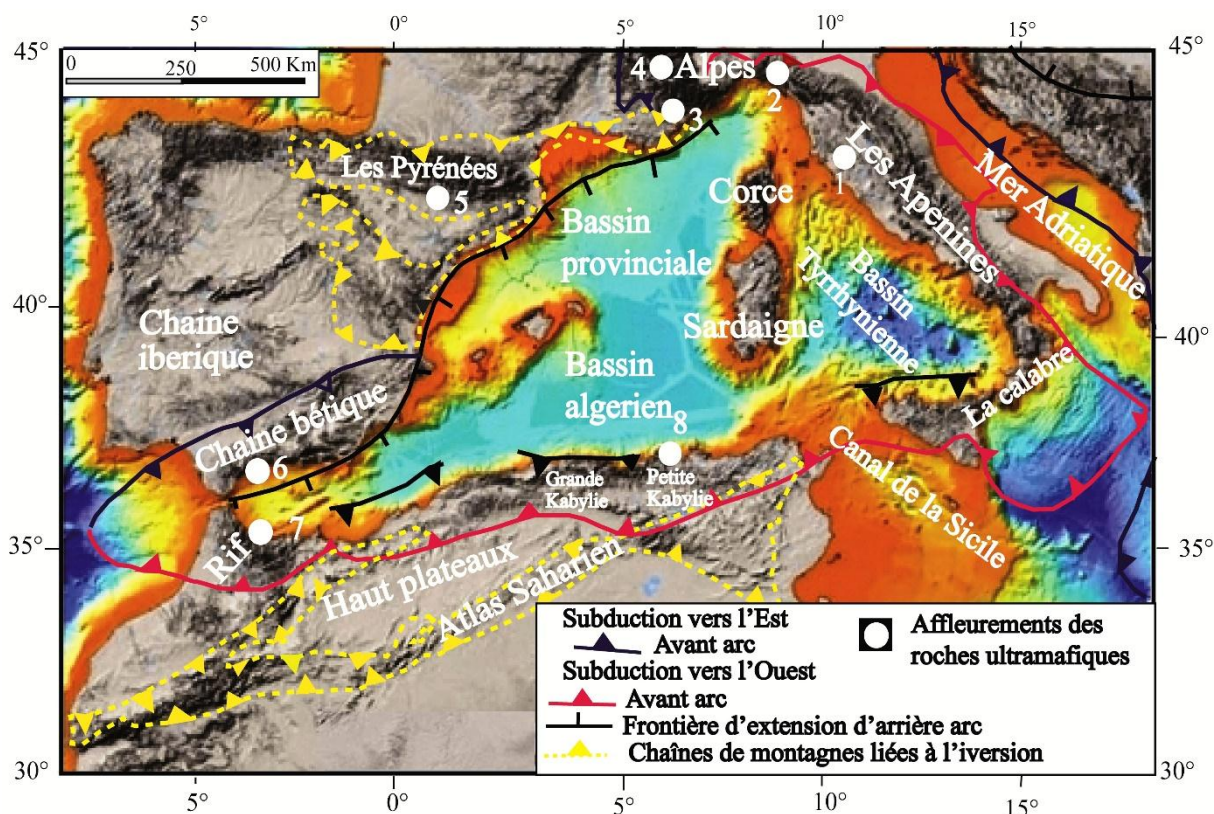 5° 0° 5° 10° 15°
45° 45°
0 250 500 Km
4 Alpes
2
3
Les Pyrénées
5
Corce
1
Les Apenines
Mer Adriatique
Bassin
provinciale
Bassin
Tyrrhynienne
40° 40°
Chaine
iberique
Sardaigne
Bassin
algerien
La calabre
Chaine bétique
8
6
Grande
Kabylie
Petite
Kabylie
Canal de la Sicile
7
35° 35°
Rif
Haut plateaux
Atlas Saharien
Subduction vers l'Est
Avant arc
Subduction vers l'Ouest
Avant arc
Frontière d'extension d'arrière arc
Chaînes de montagnes liées à l'iversion
Affleurements des
roches ultramafiques
30° 30°
5° 0° 5° 10° 15°